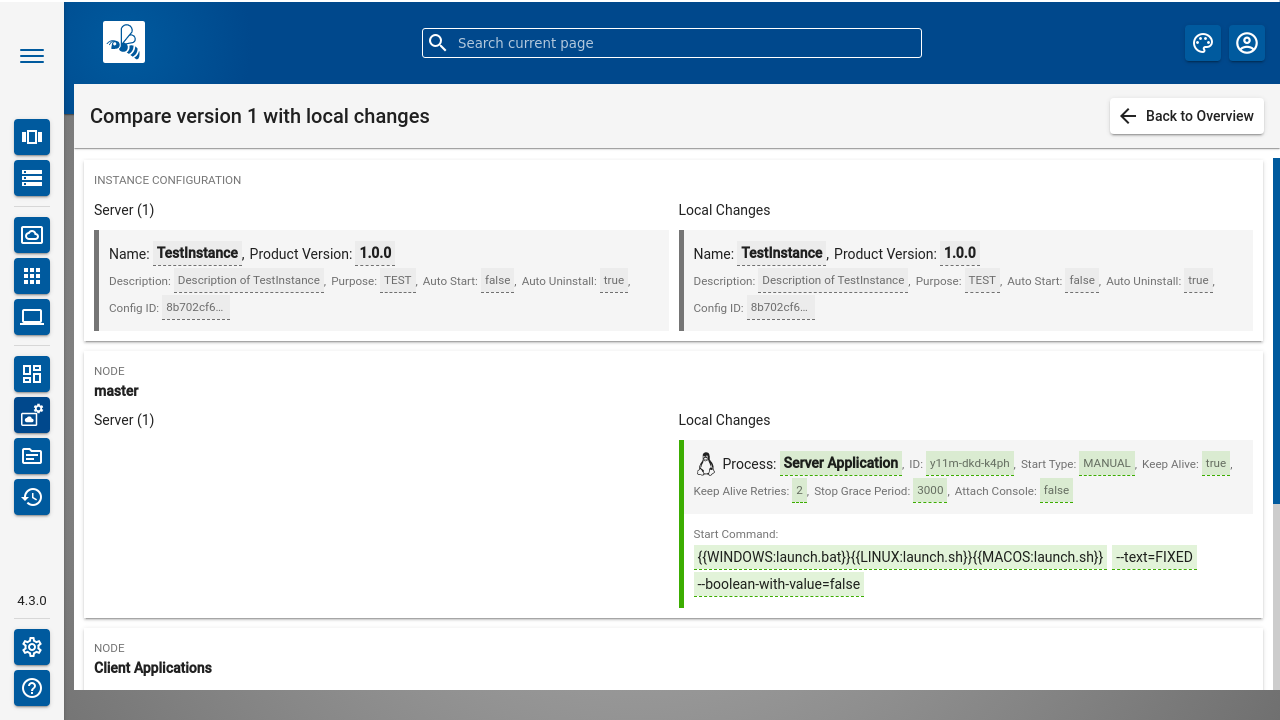 Search current page
Compare version 1 with local changes
Back to Overview
INSTANCE CONFIGURATION
Server (1)
Name: TestInstance, Product Version: 1.0.0
Description: Description of TestInstance, Purpose: TEST, Auto Start: false, Auto Uninstall: true,
Config ID: 8b702cf6…
Local Changes
Name: TestInstance, Product Version: 1.0.0
Description: Description of TestInstance, Purpose: TEST, Auto Start: false, Auto Uninstall: true,
Config ID: 8b702cf6…
NODE
master
Server (1)
Local Changes
Process: Server Application, ID: y11m-dkd-k4ph, Start Type: MANUAL, Keep Alive: true,
Keep Alive Retries: 2, Stop Grace Period: 3000, Attach Console: false
Start Command:
{{WINDOWS:launch.bat}}{{LINUX:launch.sh}}{{MACOS:launch.sh}} --text=FIXED
--boolean-with-value=false
NODE
Client Applications
4.3.0